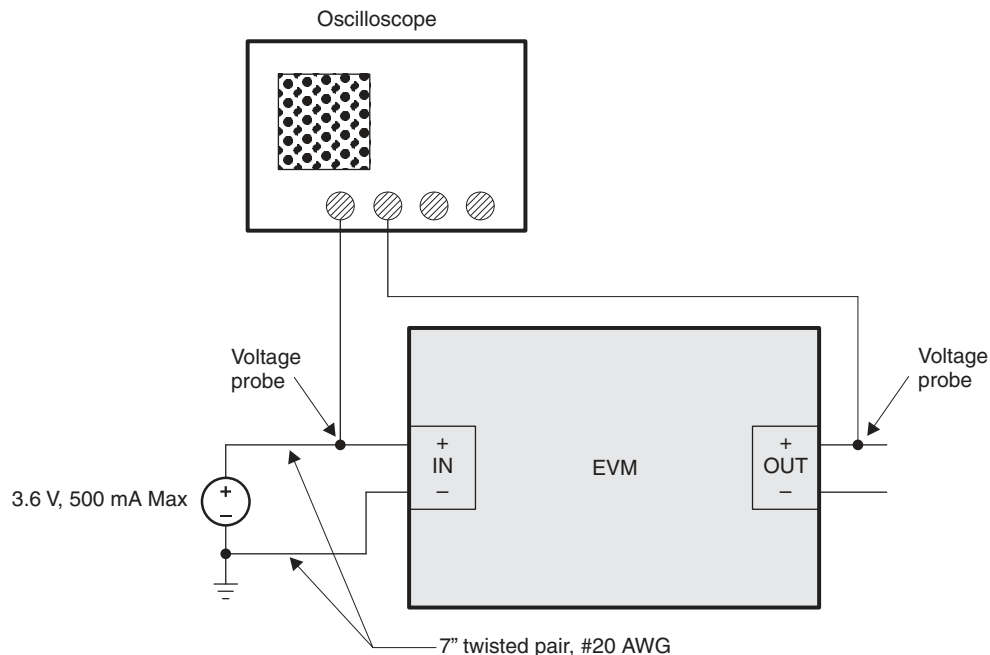 Oscilloscope
Voltage
probe
Voltage
probe
+
IN
–
EVM
+
OUT
–
3.6 V, 500 mA Max
+
–
7” twisted pair, #20 AWG